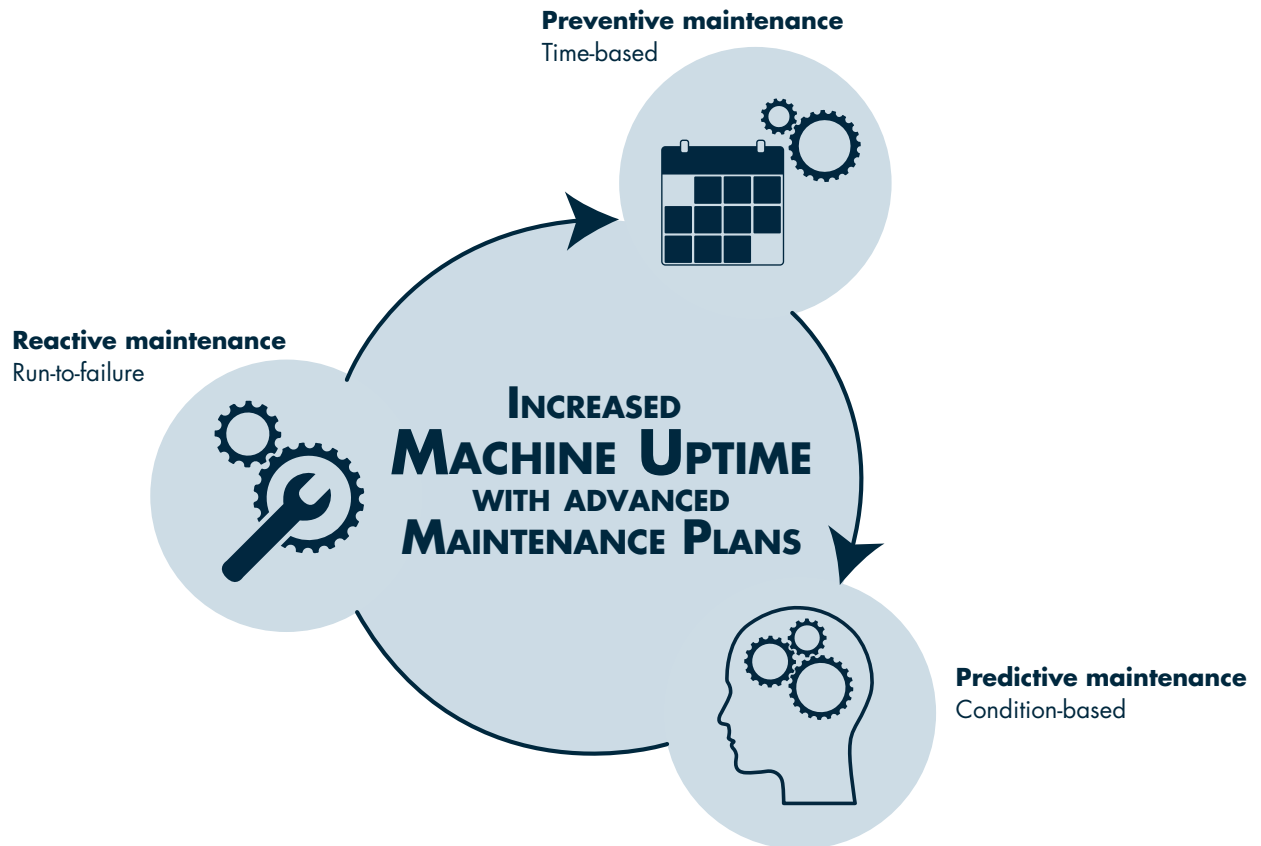 Preventive maintenance
Time-based
Reactive maintenance
Run-to-failure
Increased
Machine Uptime
with advanced
Maintenance Plans
Predictive maintenance
Condition-based